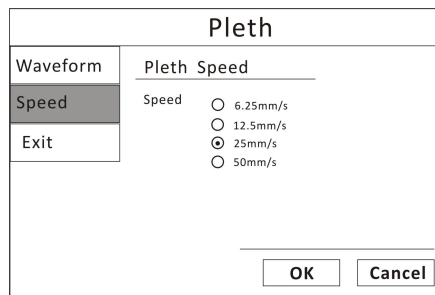 Pleth
Waveform
Speed
Exit
Pleth Speed
Speed
6.25mm/s
12.5mm/s
25mm/s
50mm/s
OK
Cancel